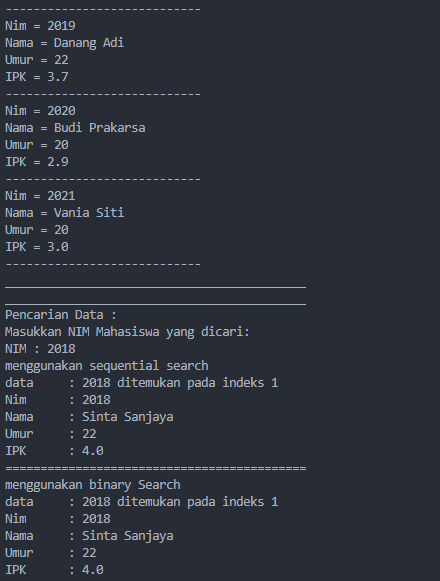 ----------------------------
Nim = 2019
Nama = Danang Adi
Umur = 22
IPK = 3.7
----------------------------
Nim = 2020
Nama = Budi Prakarsa
Umur = 20
IPK = 2.9
----------------------------
Nim = 2021
Nama = Vania Siti
Umur = 20
IPK = 3.0
----------------------------
___________________________________________
___________________________________________
Pencarian Data :
Masukkan NIM Mahasiswa yang dicari:
NIM : 2018
menggunakan sequential search
data     : 2018 ditemukan pada indeks 1
Nim      : 2018
Nama     : Sinta Sanjaya
Umur     : 22
IPK      : 4.0
===========================================
menggunakan binary Search
data     : 2018 ditemukan pada indeks 1
Nim      : 2018
Nama     : Sinta Sanjaya
Umur     : 22
IPK      : 4.0